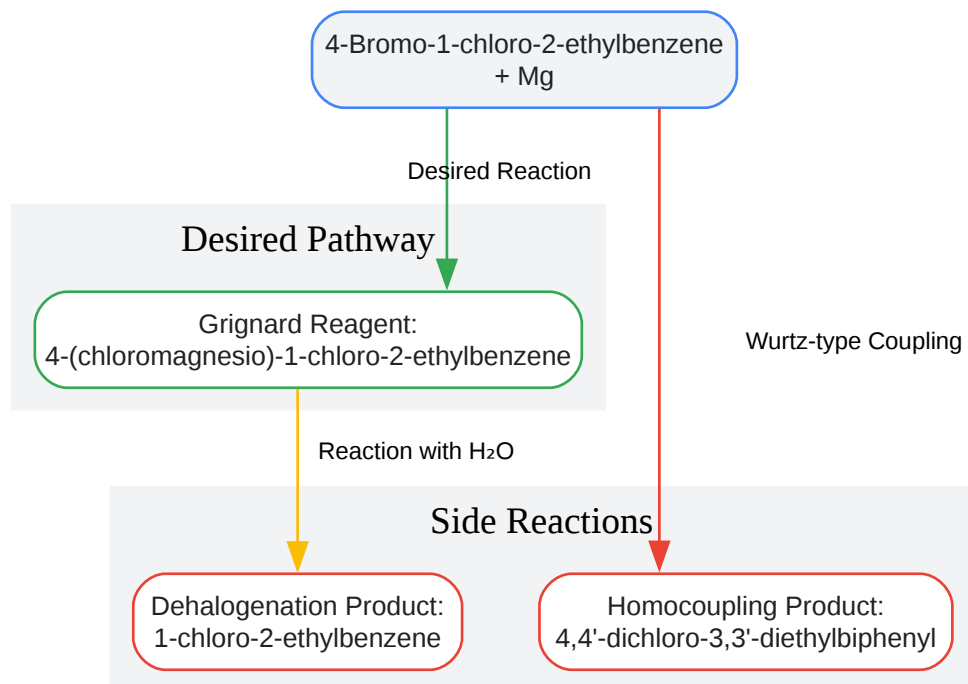 4-Bromo-1-chloro-2-ethylbenzene
+ Mg
Desired Reaction
Desired Pathway
Grignard Reagent:
4-(chloromagnesio)-1-chloro-2-ethylbenzene
Wurtz-type Coupling
Reaction with H₂O
Side Reactions
Dehalogenation Product:
1-chloro-2-ethylbenzene
Homocoupling Product:
4,4'-dichloro-3,3'-diethylbiphenyl